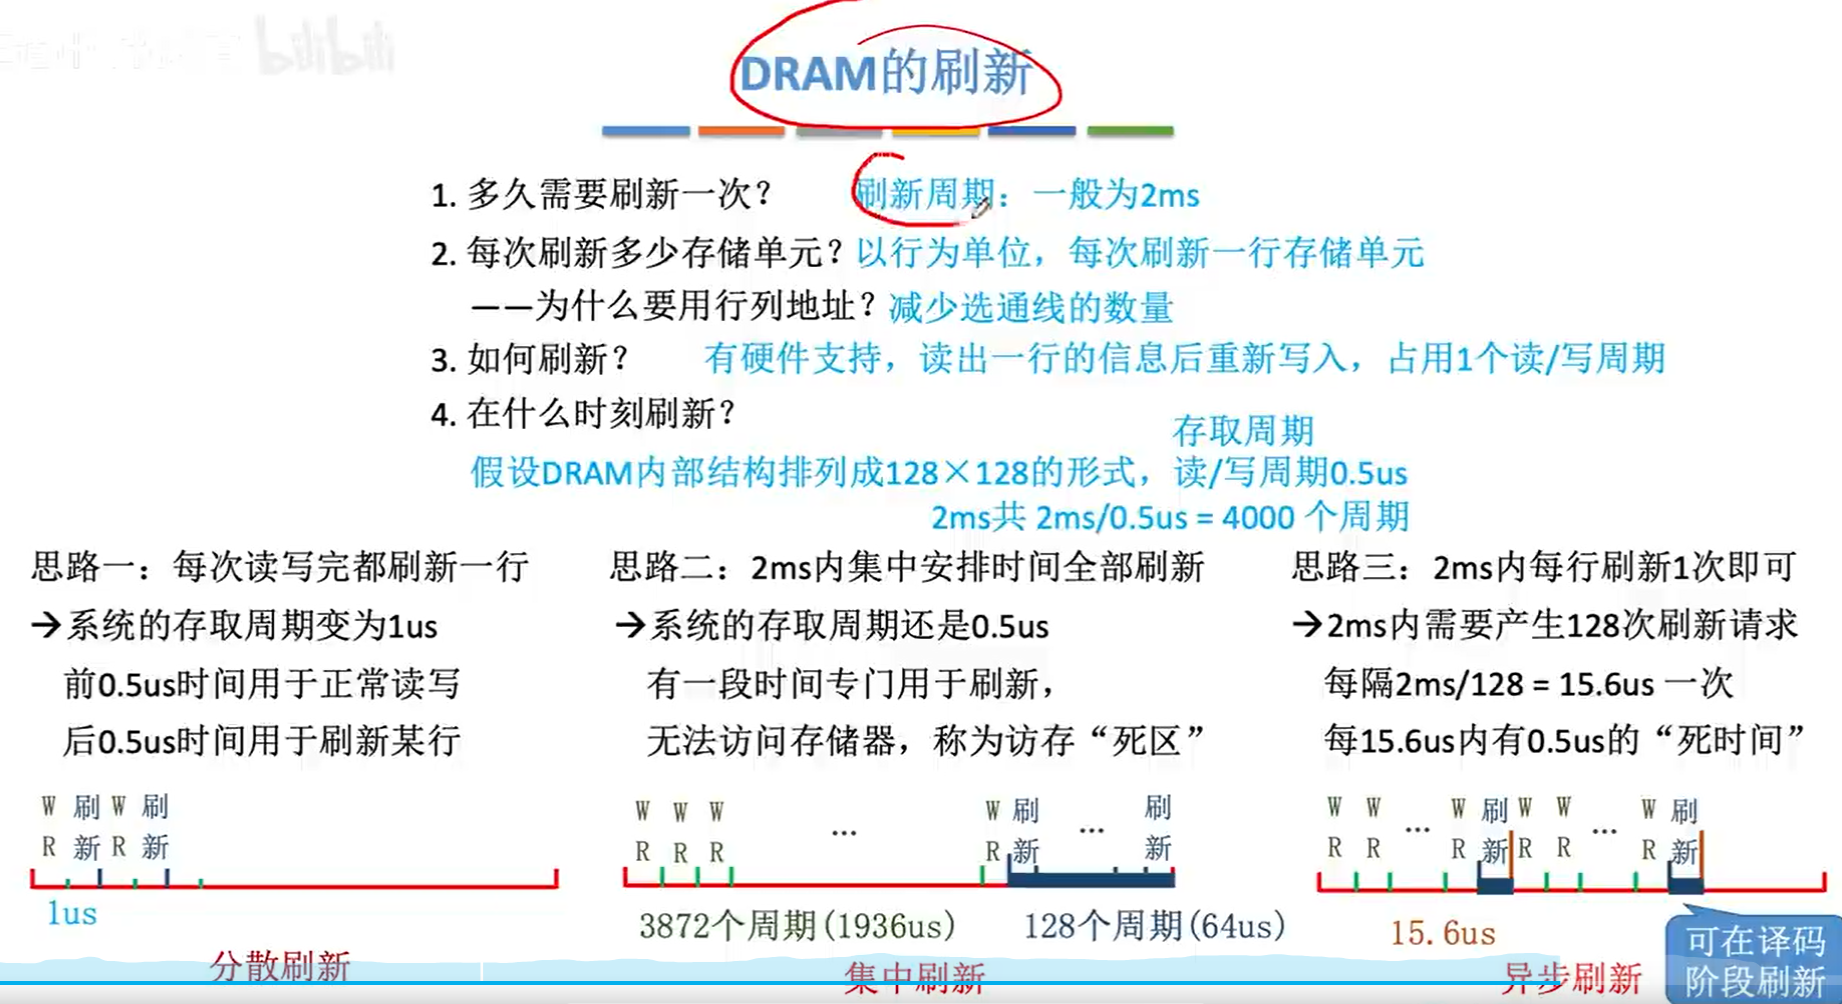 bilibili
DRAM的刷新
1. 多久需要刷新一次? 刷新周期：一般为2ms
2. 每次刷新多少存储单元? 以行为单位，每次刷新一行存储单元
——为什么要用行列地址? 减少选通线的数量
3. 如何刷新? 有硬件支持，读出一行的信息后重新写入，占用1个读/写周期
4. 在什么时刻刷新?
存取周期
假设DRAM内部结构排列成128×128的形式，读/写周期0.5us
2ms共 2ms/0.5us = 4000 个周期
思路一：每次读写完都刷新一行
→系统的存取周期变为1us
前0.5us时间用于正常读写
后0.5us时间用于刷新某行
W 刷 W 刷
R 新 R 新
1us
分散刷新
思路二：2ms内集中安排时间全部刷新
→系统的存取周期还是0.5us
有一段时间专门用于刷新，
无法访问存储器，称为访存“死区”
W W W ... W 刷 ... 刷
R R R R 新 新
3872个周期(1936us) 128个周期(64us)
集中刷新
思路三：2ms内每行刷新1次即可
→2ms内需要产生128次刷新请求
每隔2ms/128 = 15.6us 一次
每15.6us内有0.5us的“死时间”
W W ... W 刷 W W ... W 刷
R R R 新 R R R 新
15.6us
异步刷新
可在译码
阶段刷新